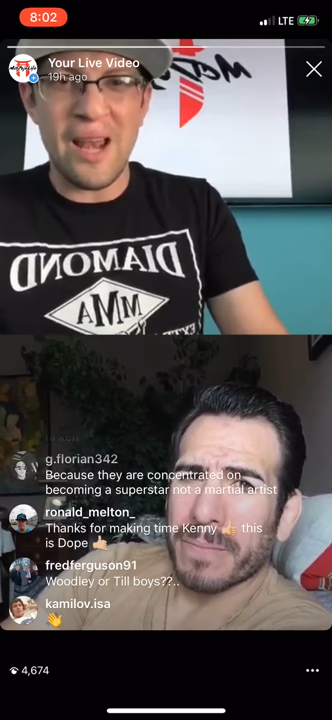 8:02
LTE
Your Live Video
19h ago
DIAMOND
MMA
g.florian342
Because they are concentrated on
becoming a superstar not a martial artist
ronald_melton_
Thanks for making time Kenny 👍🏼 this
is Dope 🤙🏼
fredferguson91
Woodley or Till boys??..
kamilov.isa
👋
4,674